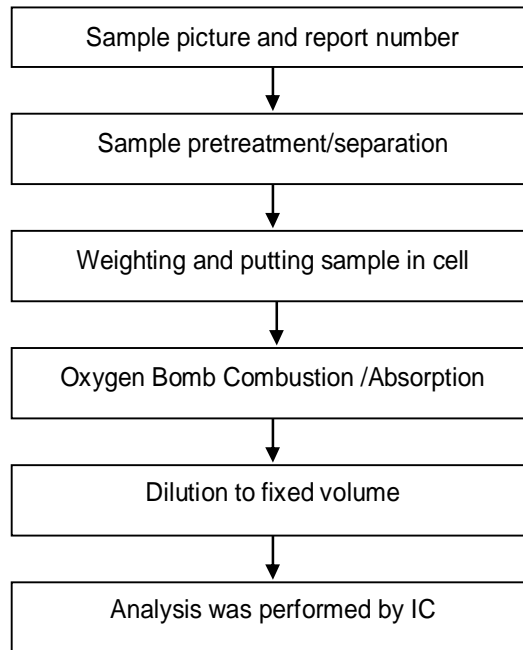 Sample picture and report number
Sample pretreatment/separation
Weighting and putting sample in cell
Oxygen Bomb Combustion /Absorption
Dilution to fixed volume
Analysis was performed by IC